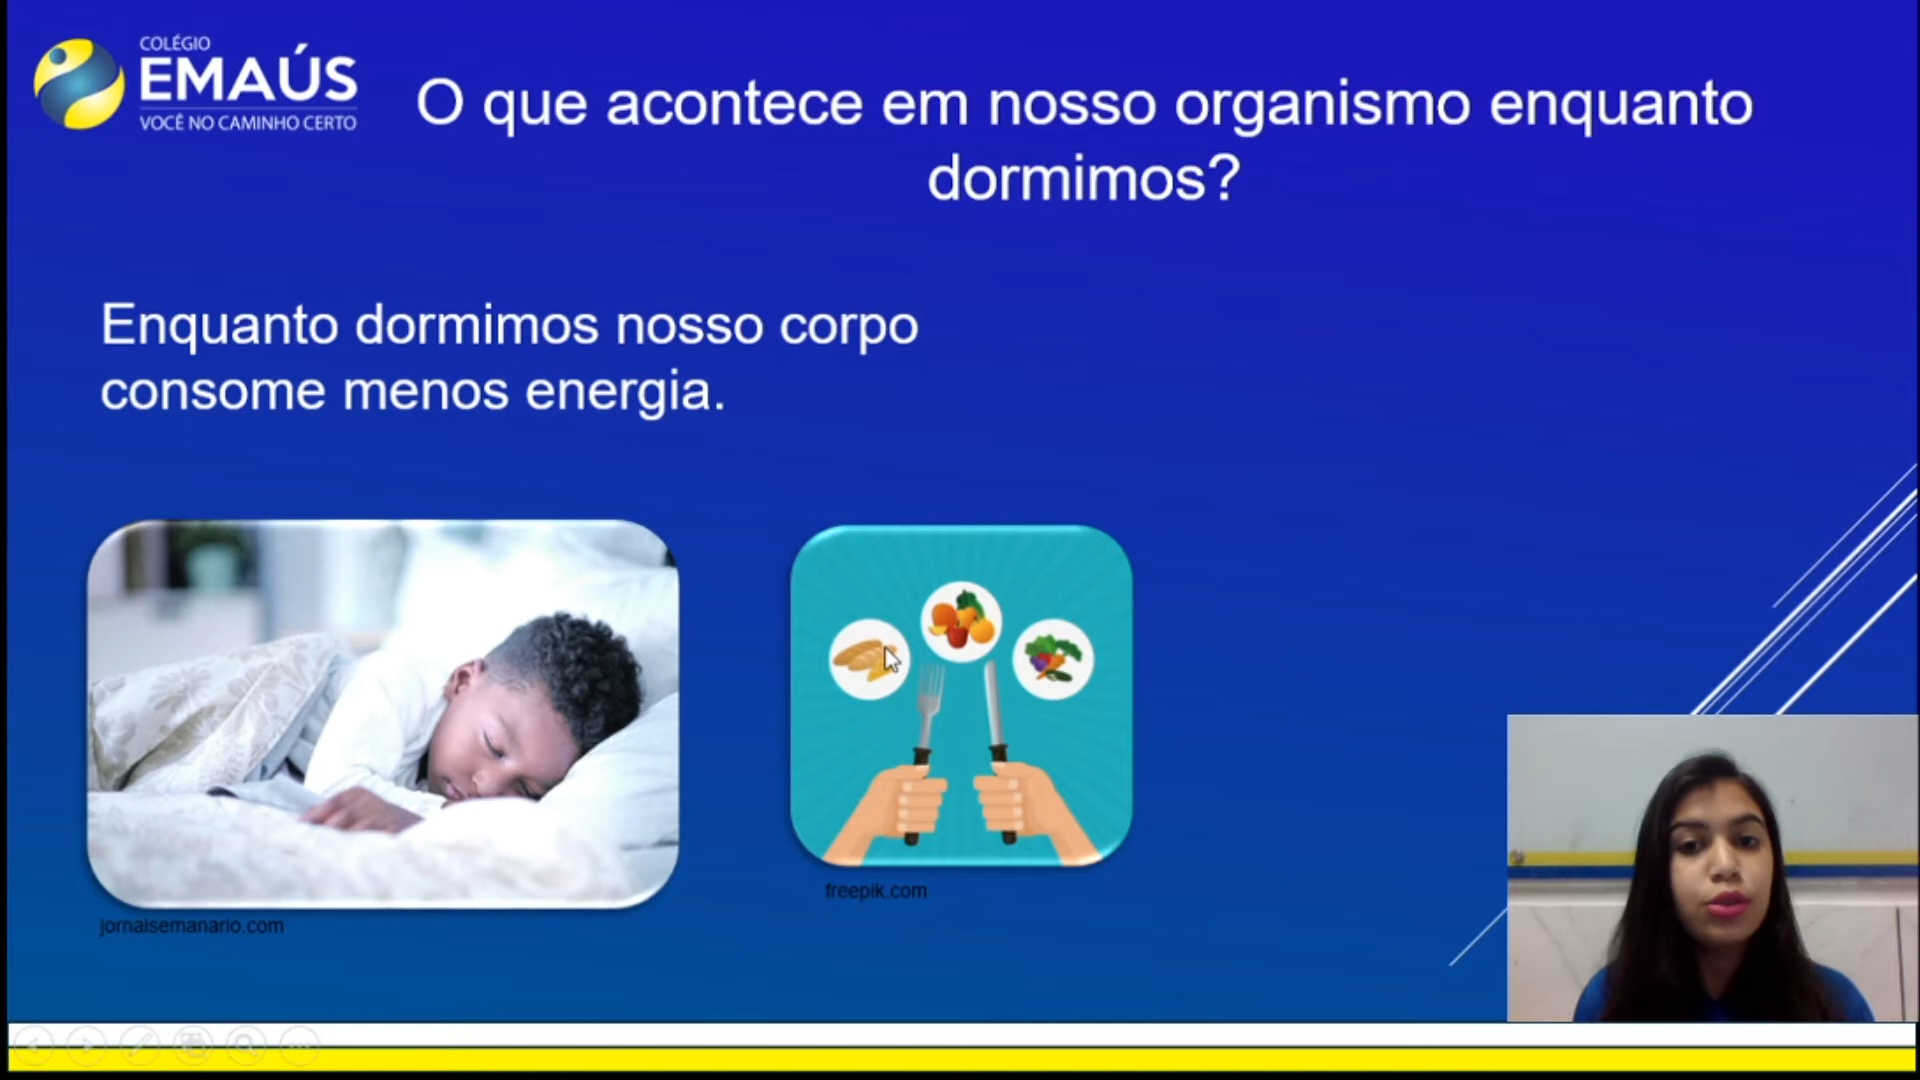 COLÉGIO
EMAÚS
VOCÊ NO CAMINHO CERTO
O que acontece em nosso organismo enquanto
dormimos?
Enquanto dormimos nosso corpo
consome menos energia.
freepik.com
jornalsemanario.com